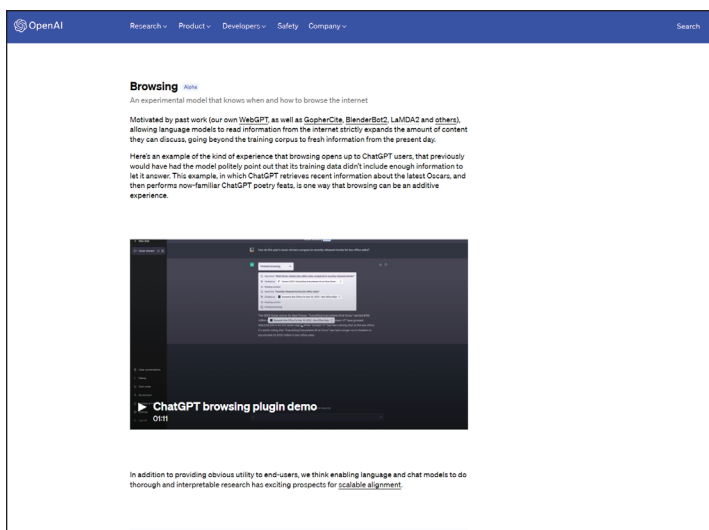 OpenAI
Research Product Developers Safety Company
Search
Browsing Alpha
An experimental model that knows when and how to browse the internet
Motivated by past work (our own WebGPT, as well as GopherCite, BlenderBot2, LaMDA2 and others),
allowing language models to read information from the internet strictly expands the amount of content
they can discuss, going beyond the training corpus to fresh information from the present day.
Here's an example of the kind of experience that browsing opens up to ChatGPT users, that previously
would have had the model politely point out that its training data didn't include enough information to
let it answer. This example, in which ChatGPT retrieves recent information about the latest Oscars, and
then performs now-familiar ChatGPT poetry feats, is one way that browsing can be an additive
experience.
ChatGPT browsing plugin demo
01:11
In addition to providing obvious utility to end-users, we think enabling language and chat models to do
thorough and interpretable research has exciting prospects for scalable alignment.